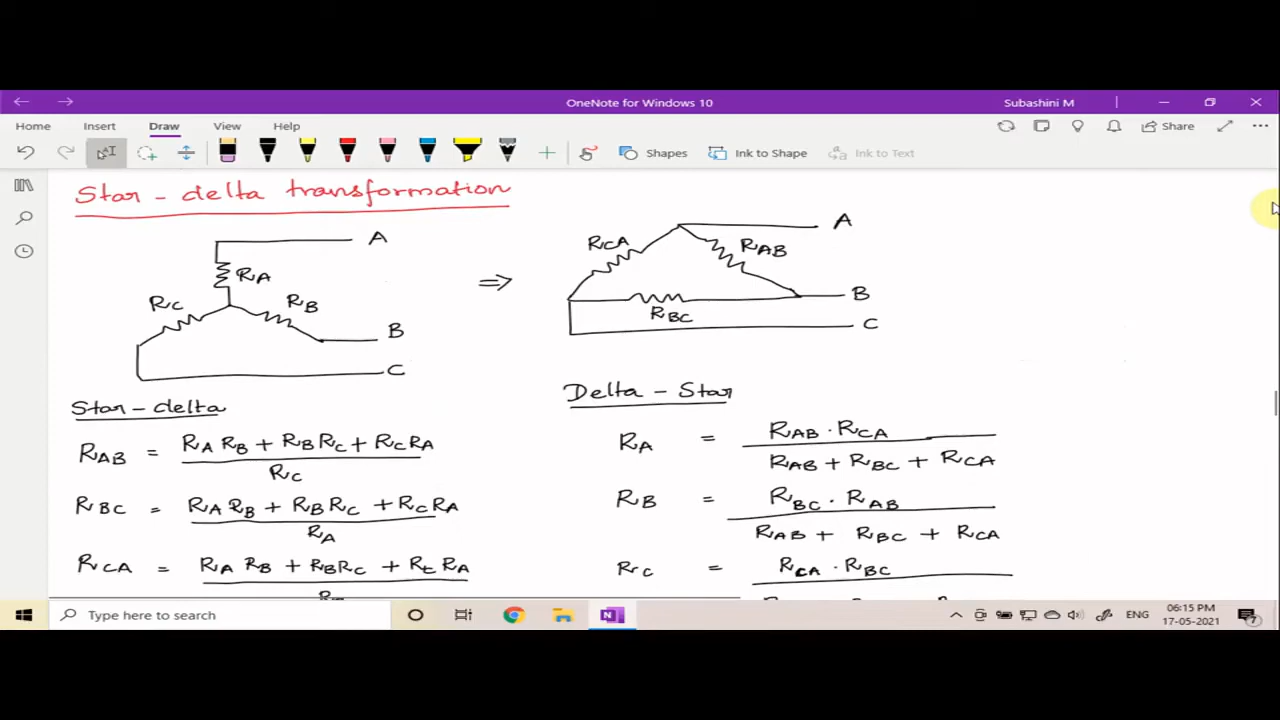 OneNote for Windows 10
Subashini M
Home Insert Draw View Help
Share
Shapes Ink to Shape Ink to Text
Star - delta transformation
A
RA
RC
RB
B
C
⇒
A
RCA
RAB
B
RBC
C
Star-delta
RAB = RA RB + RB RC + RC RA
RC
RBC = RA RB + RB RC + RC RA
RA
RCA = RA RB + RB RC + RC RA
Delta - Star
RA = RAB . RCA
RAB + RBC + RCA
RB = RBC . RAB
RAB + RBC + RCA
RC = RCA . RBC
Type here to search
ENG
06:15 PM
17-05-2021
7